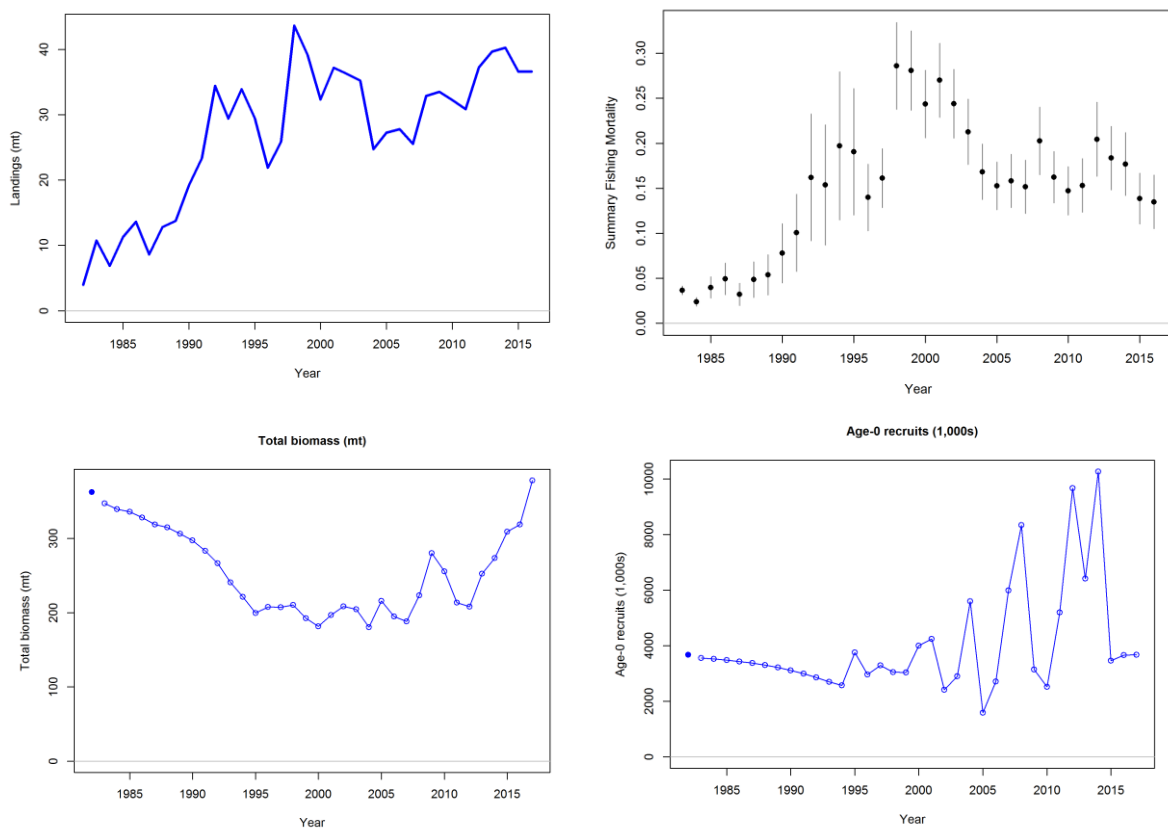 Landings (mt)
40
30
20
10
0
1985 1990 1995 2000 2005 2010 2015
Year
Summary Fishing Mortality
0.30
0.25
0.20
0.15
0.10
0.05
0.00
1985 1990 1995 2000 2005 2010 2015
Year
Total biomass (mt)
Total biomass (mt)
300
200
100
0
1985 1990 1995 2000 2005 2010 2015
Year
Age-0 recruits (1,000s)
Age-0 recruits (1,000s)
10000
8000
6000
4000
2000
0
1985 1990 1995 2000 2005 2010 2015
Year